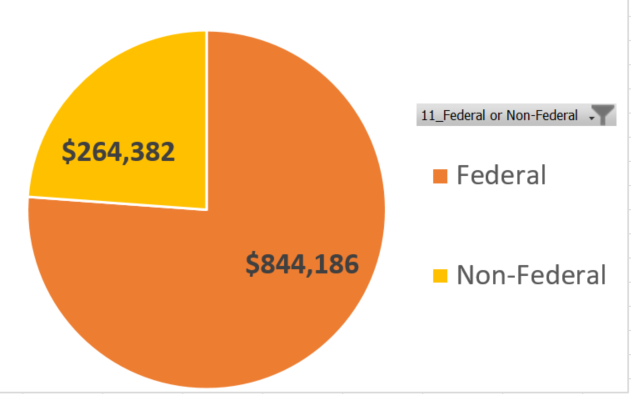 $264,382
$844,186
11_Federal or Non-Federal
Federal
Non-Federal